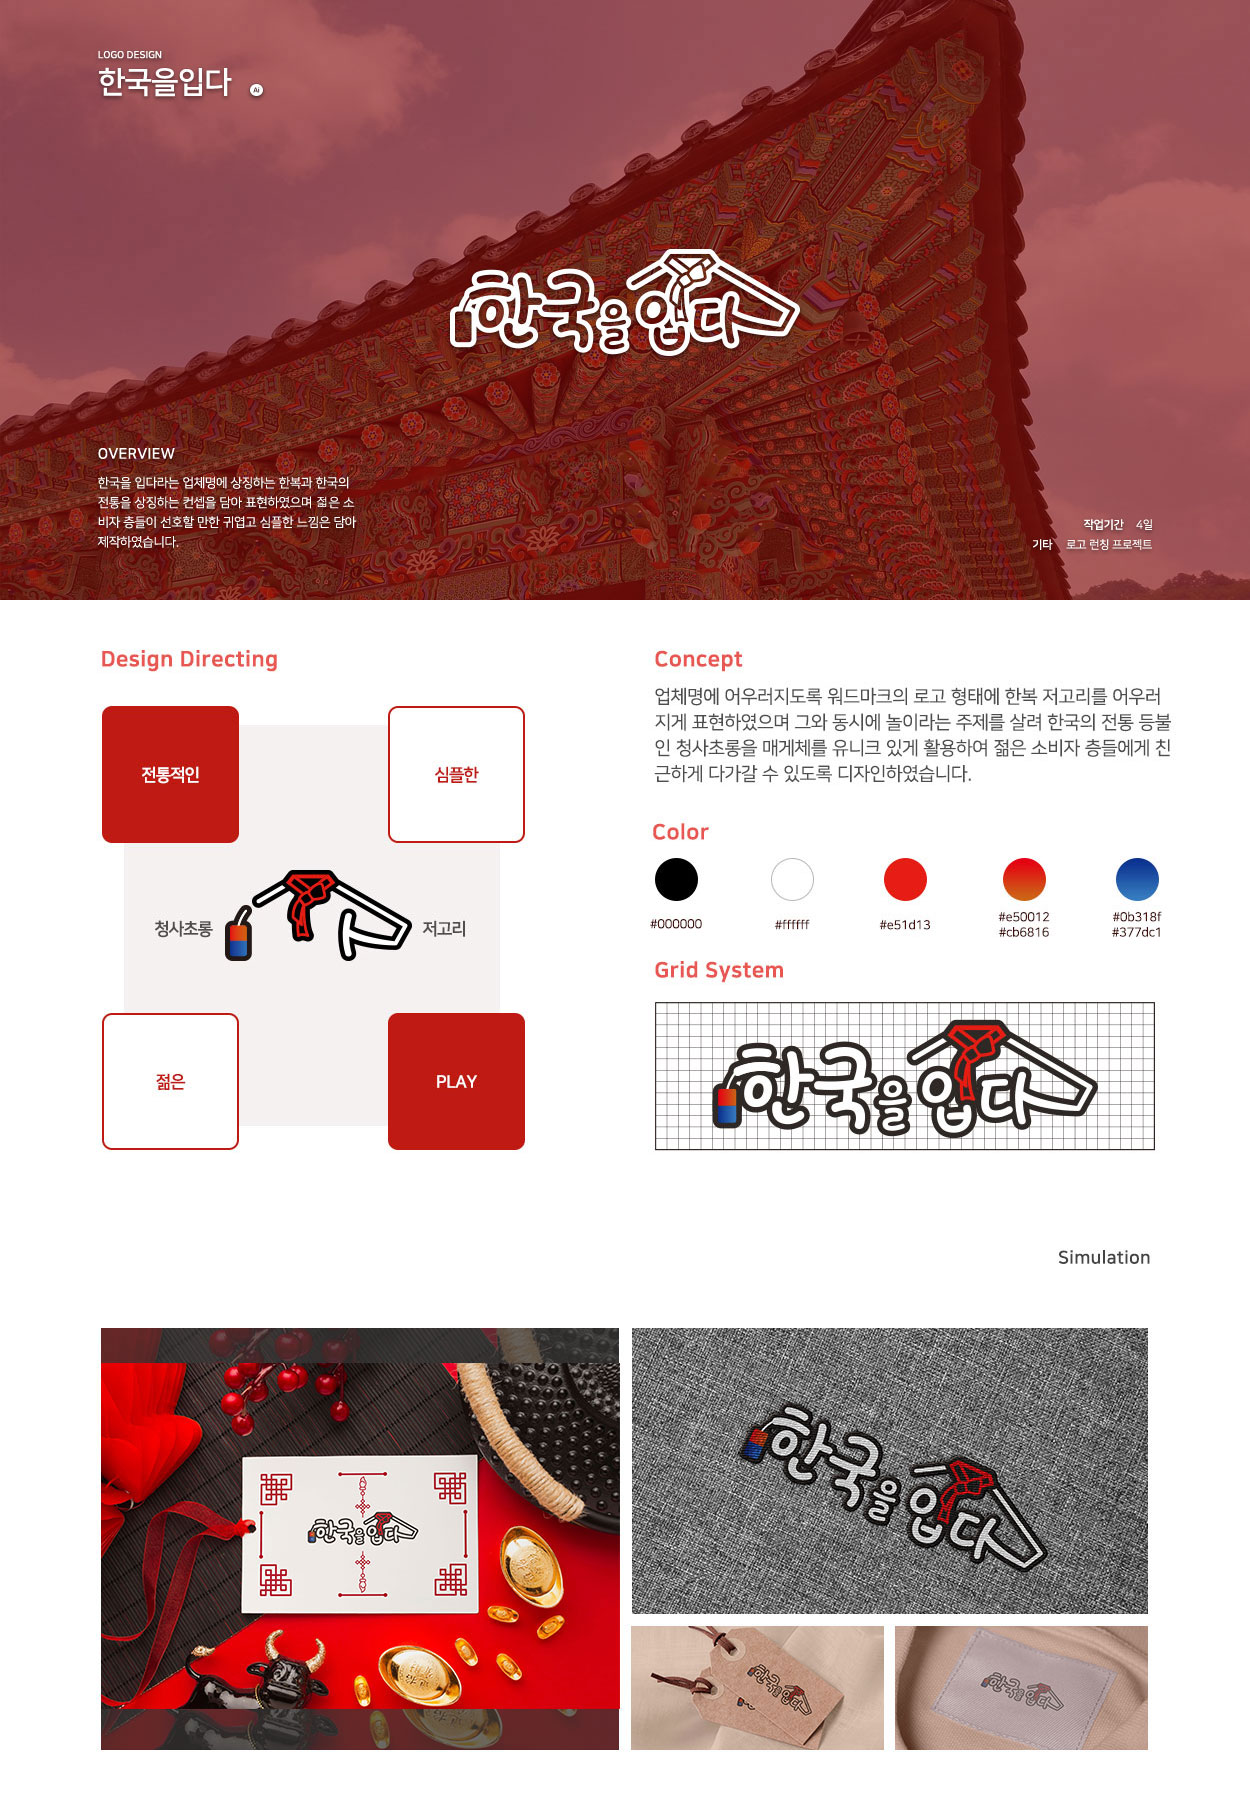 LOGO DESIGN
한국을입다
Ai
한국을입다
OVERVIEW
한국을 입다라는 업체명에 상징하는 한복과 한국의
전통을 상징하는 컨셉을 담아 표현하였으며 젊은 소
비자 층들이 선호할 만한 귀엽고 심플한 느낌은 담아
제작하였습니다.
작업기간 4일
기타 로고 런칭 프로젝트
Design Directing
전통적인
심플한
청사초롱
저고리
젊은
PLAY
Concept
업체명에 어우러지도록 워드마크의 로고 형태에 한복 저고리를 어우러
지게 표현하였으며 그와 동시에 놀이라는 주제를 살려 한국의 전통 등불
인 청사초롱을 매게체를 유니크 있게 활용하여 젊은 소비자 층들에게 친
근하게 다가갈 수 있도록 디자인하였습니다.
Color
#000000
#ffffff
#e51d13
#e50012
#cb6816
#0b318f
#377dc1
Grid System
한국을입다
Simulation
한국을입다
한국을입다
한국을입다
한국을입다